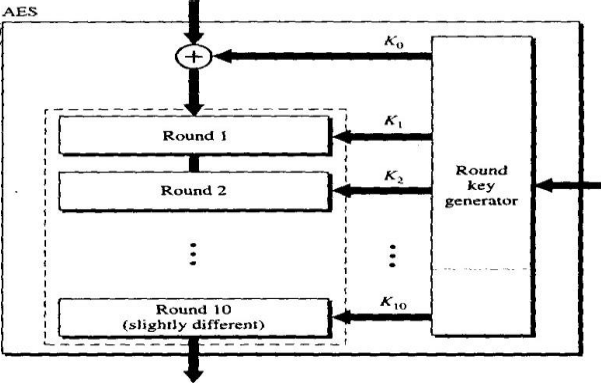 AES
K0
Round 1
K1
Round 2
K2
Round
key
generator
Round 10
(slightly different)
K10